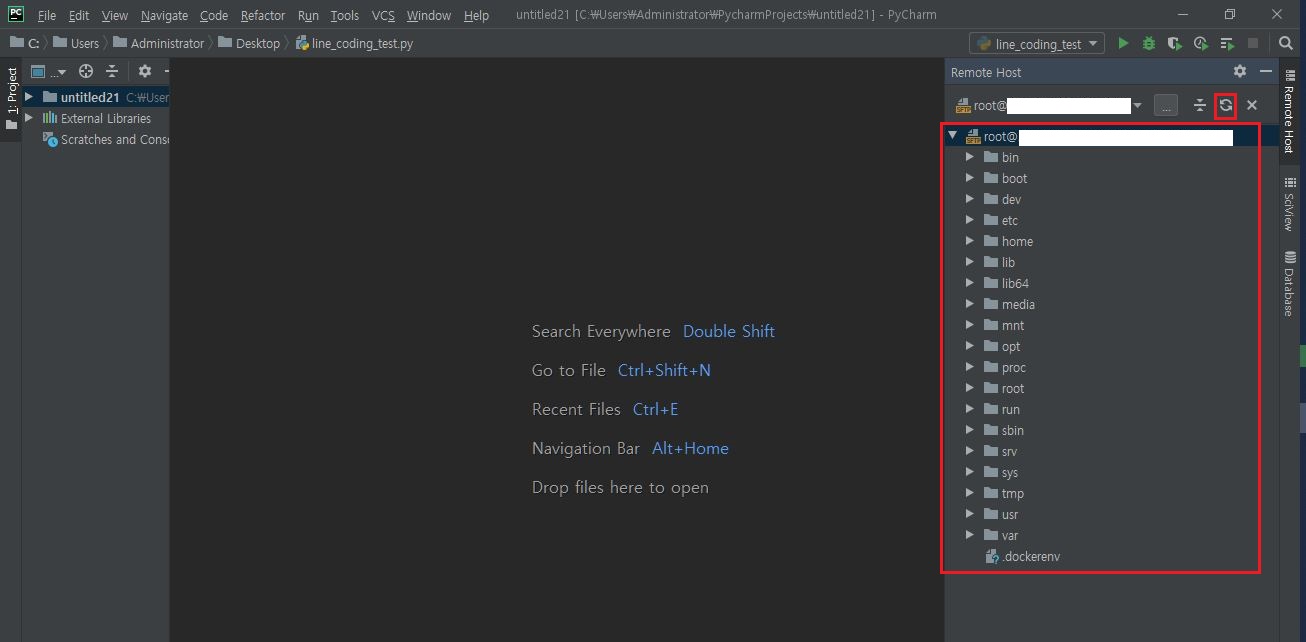 PC File Edit View Navigate Code Refactor Run Tools VCS Window Help untitled21 [C:₩Users₩Administrator₩PycharmProjects₩untitled21] - PyCharm
C: Users Administrator Desktop line_coding_test.py line_coding_test
1: Project
...
untitled21 C:₩User
External Libraries
Scratches and Cons
Search Everywhere Double Shift
Go to File Ctrl+Shift+N
Recent Files Ctrl+E
Navigation Bar Alt+Home
Drop files here to open
Remote Host
SFTP root@ ...
SFTP root@
bin
boot
dev
etc
home
lib
lib64
media
mnt
opt
proc
root
run
sbin
srv
sys
tmp
usr
var
.dockerenv
Remote Host
SciView
Database